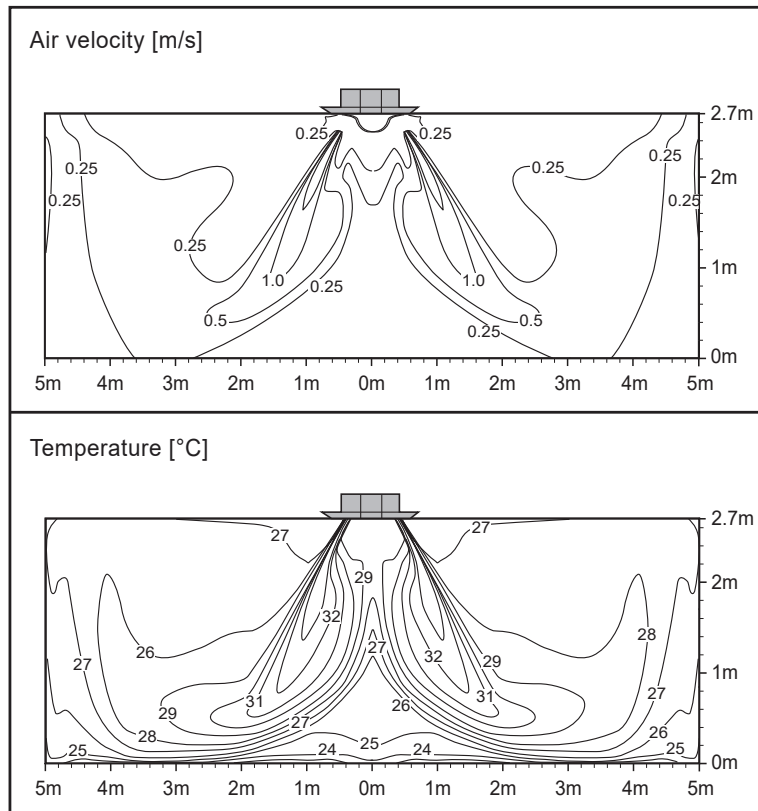 Air velocity [m/s]
2.7m
0.25 0.25
0.25 0.25
2m
0.25 0.25
0.25 0.25
1.0 1.0
1m
0.25
0.5 0.5
0.25
0m
5m 4m 3m 2m 1m 0m 1m 2m 3m 4m 5m
Temperature [°C]
2.7m
27 27
29
2m
32
28
26 27
32 29
27 27
1m
31 31
29 26
28 27 26
25 25 25
24 24
0m
5m 4m 3m 2m 1m 0m 1m 2m 3m 4m 5m